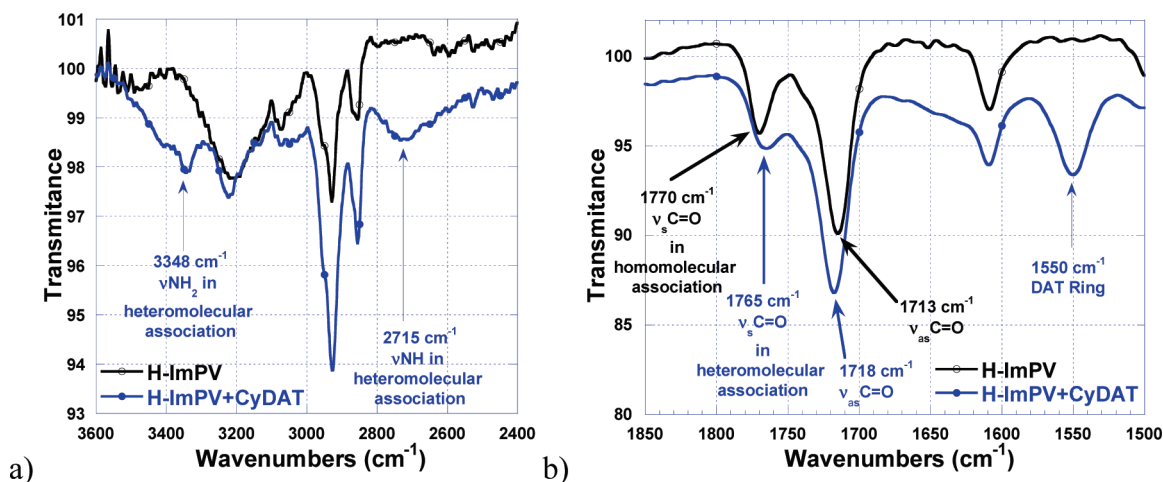 101
100
99
98
97
96
95
94
93
Transmitance
3348 cm-1
νNH2 in
heteromolecular
association
2715 cm-1
νNH in
heteromolecular
association
H-ImPV
H-ImPV+CyDAT
3600 3400 3200 3000 2800 2600 2400
Wavenumbers (cm-1)
a)
100
95
90
85
80
Transmitance
1770 cm-1
νsC=O
in
homomolecular
association
1765 cm-1
νsC=O
in
heteromolecular
association
1718 cm-1
νasC=O
1713 cm-1
νasC=O
1550 cm-1
DAT Ring
H-ImPV
H-ImPV+CyDAT
1850 1800 1750 1700 1650 1600 1550 1500
Wavenumbers (cm-1)
b)